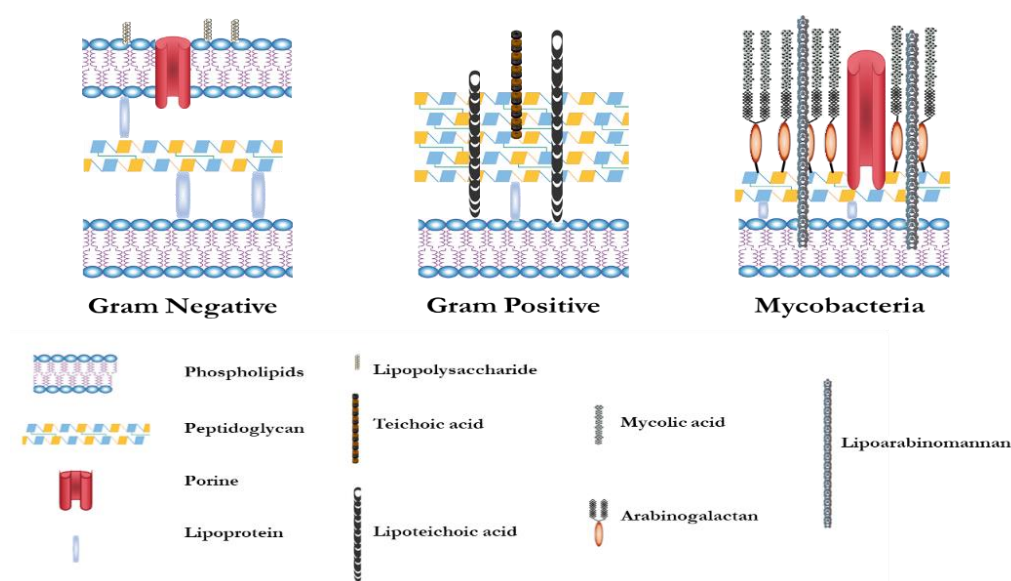 Gram Negative
Gram Positive
Mycobacteria
Phospholipids
Peptidoglycan
Porine
Lipoprotein
Lipopolysaccharide
Teichoic acid
Lipoteichoic acid
Mycolic acid
Arabinogalactan
Lipoarabinomannan